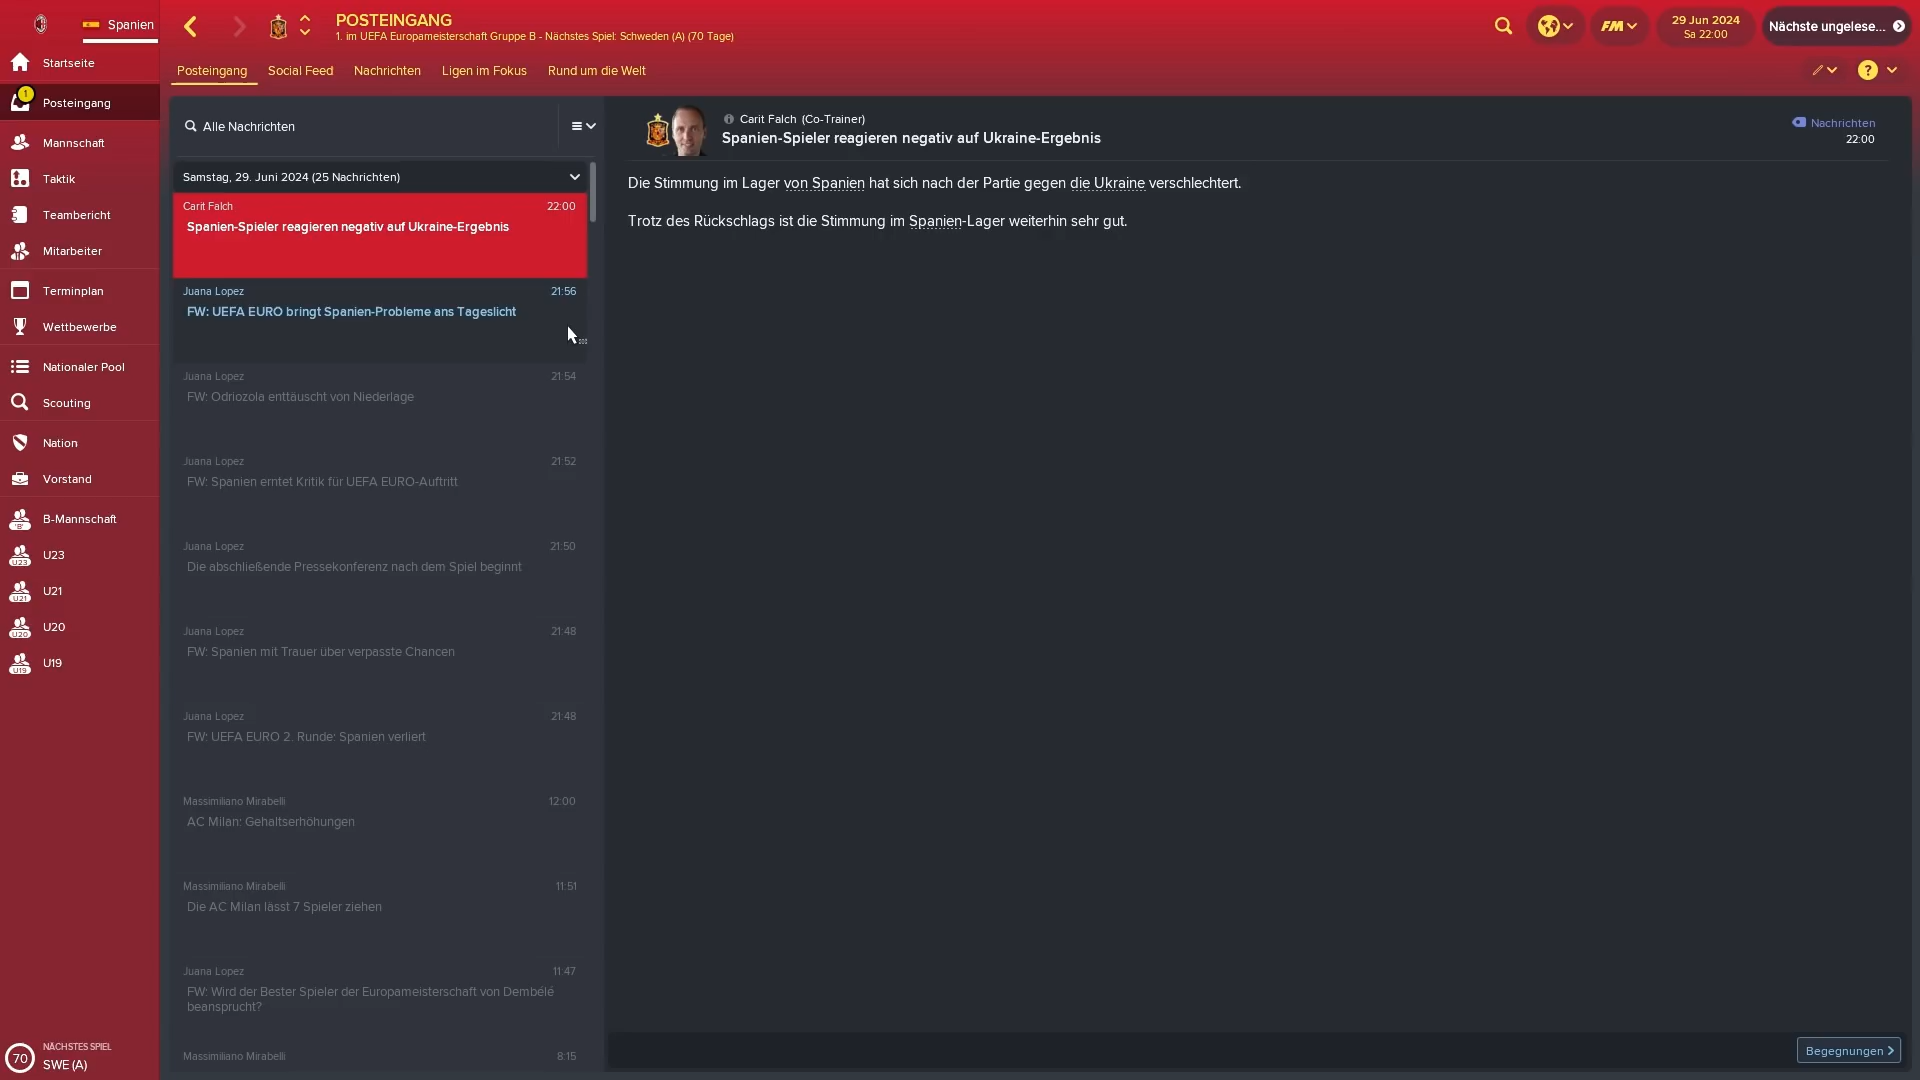 Spanien
POSTEINGANG
1. im UEFA Europameisterschaft Gruppe B - Nächstes Spiel: Schweden (A) (70 Tage)
FM
29 Jun 2024
Sa 22:00
Nächste ungelese...
Startseite
1
Posteingang
Mannschaft
Taktik
Teambericht
Mitarbeiter
Terminplan
Wettbewerbe
Nationaler Pool
Scouting
Nation
Vorstand
'B'
B-Mannschaft
U23
U23
U21
U21
U20
U20
U19
U19
70
NÄCHSTES SPIEL
SWE (A)
Posteingang Social Feed Nachrichten Ligen im Fokus Rund um die Welt
?
Alle Nachrichten
Samstag, 29. Juni 2024 (25 Nachrichten)
Carit Falch 22:00
Spanien-Spieler reagieren negativ auf Ukraine-Ergebnis
Juana Lopez 21:56
FW: UEFA EURO bringt Spanien-Probleme ans Tageslicht
Juana Lopez 21:54
FW: Odriozola enttäuscht von Niederlage
Juana Lopez 21:52
FW: Spanien erntet Kritik für UEFA EURO-Auftritt
Juana Lopez 21:50
Die abschließende Pressekonferenz nach dem Spiel beginnt
Juana Lopez 21:48
FW: Spanien mit Trauer über verpasste Chancen
Juana Lopez 21:48
FW: UEFA EURO 2. Runde: Spanien verliert
Massimiliano Mirabelli 12:00
AC Milan: Gehaltserhöhungen
Massimiliano Mirabelli 11:51
Die AC Milan lässt 7 Spieler ziehen
Juana Lopez 11:47
FW: Wird der Bester Spieler der Europameisterschaft von Dembélé
beansprucht?
Massimiliano Mirabelli 8:15
Carit Falch (Co-Trainer)
Spanien-Spieler reagieren negativ auf Ukraine-Ergebnis
Nachrichten
22:00
Die Stimmung im Lager von Spanien hat sich nach der Partie gegen die Ukraine verschlechtert.
Trotz des Rückschlags ist die Stimmung im Spanien-Lager weiterhin sehr gut.
Begegnungen